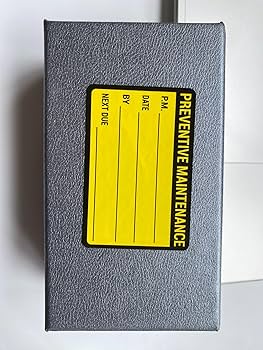 PREVENTIVE MAINTENANCE
P.M.
DATE
BY
NEXT DUE